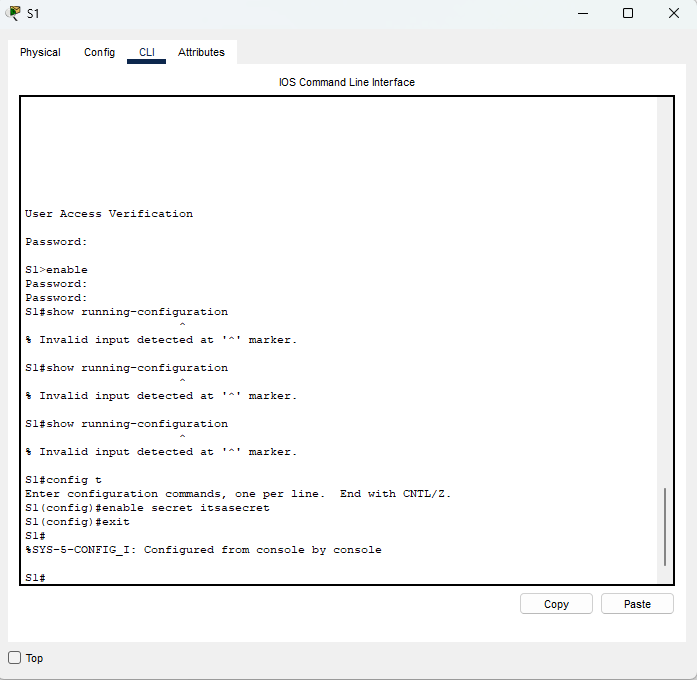 S1
Physical Config CLI Attributes
IOS Command Line Interface
User Access Verification
Password:
S1>enable
Password:
Password:
S1#show running-configuration
^
% Invalid input detected at '^' marker.
S1#show running-configuration
^
% Invalid input detected at '^' marker.
S1#show running-configuration
^
% Invalid input detected at '^' marker.
S1#config t
Enter configuration commands, one per line. End with CNTL/Z.
S1(config)#enable secret itsasecret
S1(config)#exit
S1#
%SYS-5-CONFIG_I: Configured from console by console
S1#
Copy Paste
Top